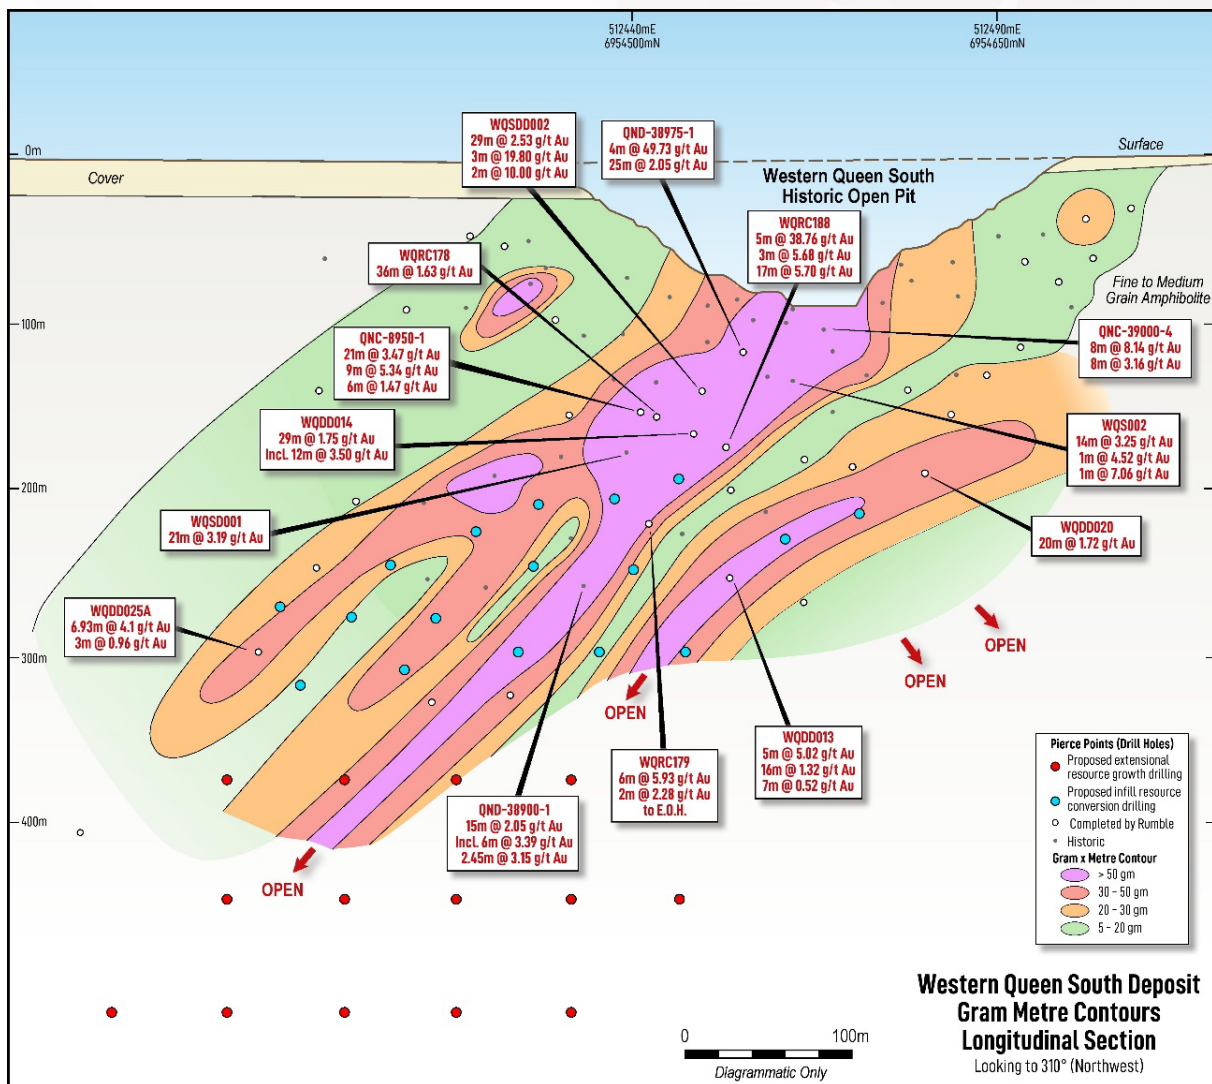 512440mE
6954500mN
512490mE
6954650mN
0m
Cover
Surface
WQSDD002
29m @ 2.53 g/t Au
3m @ 19.80 g/t Au
2m @ 10.00 g/t Au
QND-38975-1
4m @ 49.73 g/t Au
25m @ 2.05 g/t Au
Western Queen South
Historic Open Pit
WQRC188
5m @ 38.76 g/t Au
3m @ 5.68 g/t Au
17m @ 5.70 g/t Au
WQRC178
36m @ 1.63 g/t Au
Fine to Medium
Grain Amphibolite
100m
QNC-8950-1
21m @ 3.47 g/t Au
9m @ 5.34 g/t Au
6m @ 1.47 g/t Au
QNC-39000-4
8m @ 8.14 g/t Au
8m @ 3.16 g/t Au
WQDD014
29m @ 1.75 g/t Au
Incl. 12m @ 3.50 g/t Au
WQS002
14m @ 3.25 g/t Au
1m @ 4.52 g/t Au
1m @ 7.06 g/t Au
200m
WQSD001
21m @ 3.19 g/t Au
WQDD020
20m @ 1.72 g/t Au
WQDD025A
6.93m @ 4.1 g/t Au
3m @ 0.96 g/t Au
300m
OPEN
OPEN
OPEN
WQDD013
5m @ 5.02 g/t Au
16m @ 1.32 g/t Au
7m @ 0.52 g/t Au
WQRC179
6m @ 5.93 g/t Au
2m @ 2.28 g/t Au
to E.O.H.
QND-38900-1
15m @ 2.05 g/t Au
Incl. 6m @ 3.39 g/t Au
2.45m @ 3.15 g/t Au
400m
OPEN
Pierce Points (Drill Holes)
Proposed extensional
resource growth drilling
Proposed infill resource
conversion drilling
Completed by Rumble
Historic
Gram x Metre Contour
> 50 gm
30 - 50 gm
20 - 30 gm
5 - 20 gm
Western Queen South Deposit
Gram Metre Contours
Longitudinal Section
Looking to 310° (Northwest)
0
100m
Diagrammatic Only